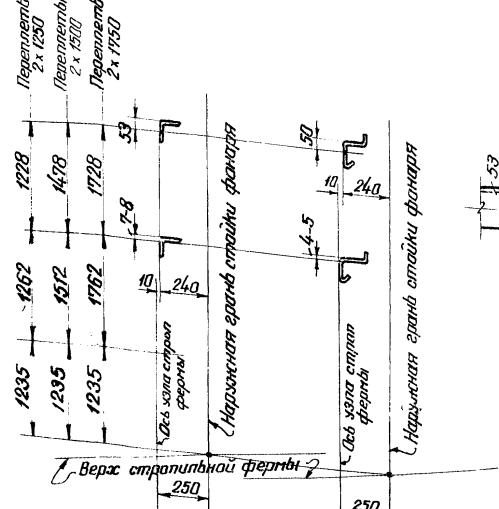 Переплеты
2 х 1250
Переплеты
2 х 1500
Переплеты
2 х 1750
53
50
53
1228
1478
1728
10
240
7-8
4-5
1262
1512
1762
10
240
Наружная грань стойки фонаря
Наружная грань стойки фонаря
1235
1235
1235
Ось узла строп
фермы
Ось узла строп
фермы
Верх стропильной фермы
250
250